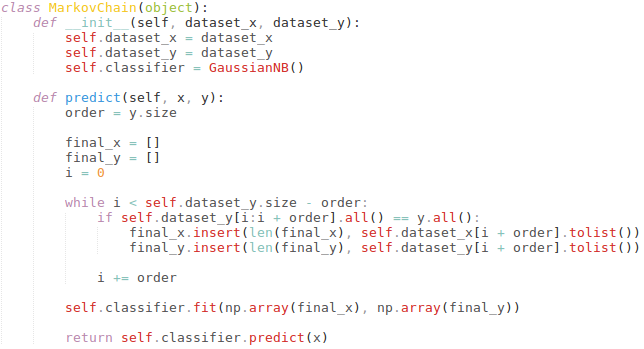 class MarkovChain(object):
    def __init__(self, dataset_x, dataset_y):
        self.dataset_x = dataset_x
        self.dataset_y = dataset_y
        self.classifier = GaussianNB()

    def predict(self, x, y):
        order = y.size

        final_x = []
        final_y = []
        i = 0

        while i < self.dataset_y.size - order:
            if self.dataset_y[i:i + order].all() == y.all():
                final_x.insert(len(final_x), self.dataset_x[i + order].tolist())
                final_y.insert(len(final_y), self.dataset_y[i + order].tolist())

            i += order

        self.classifier.fit(np.array(final_x), np.array(final_y))

        return self.classifier.predict(x)